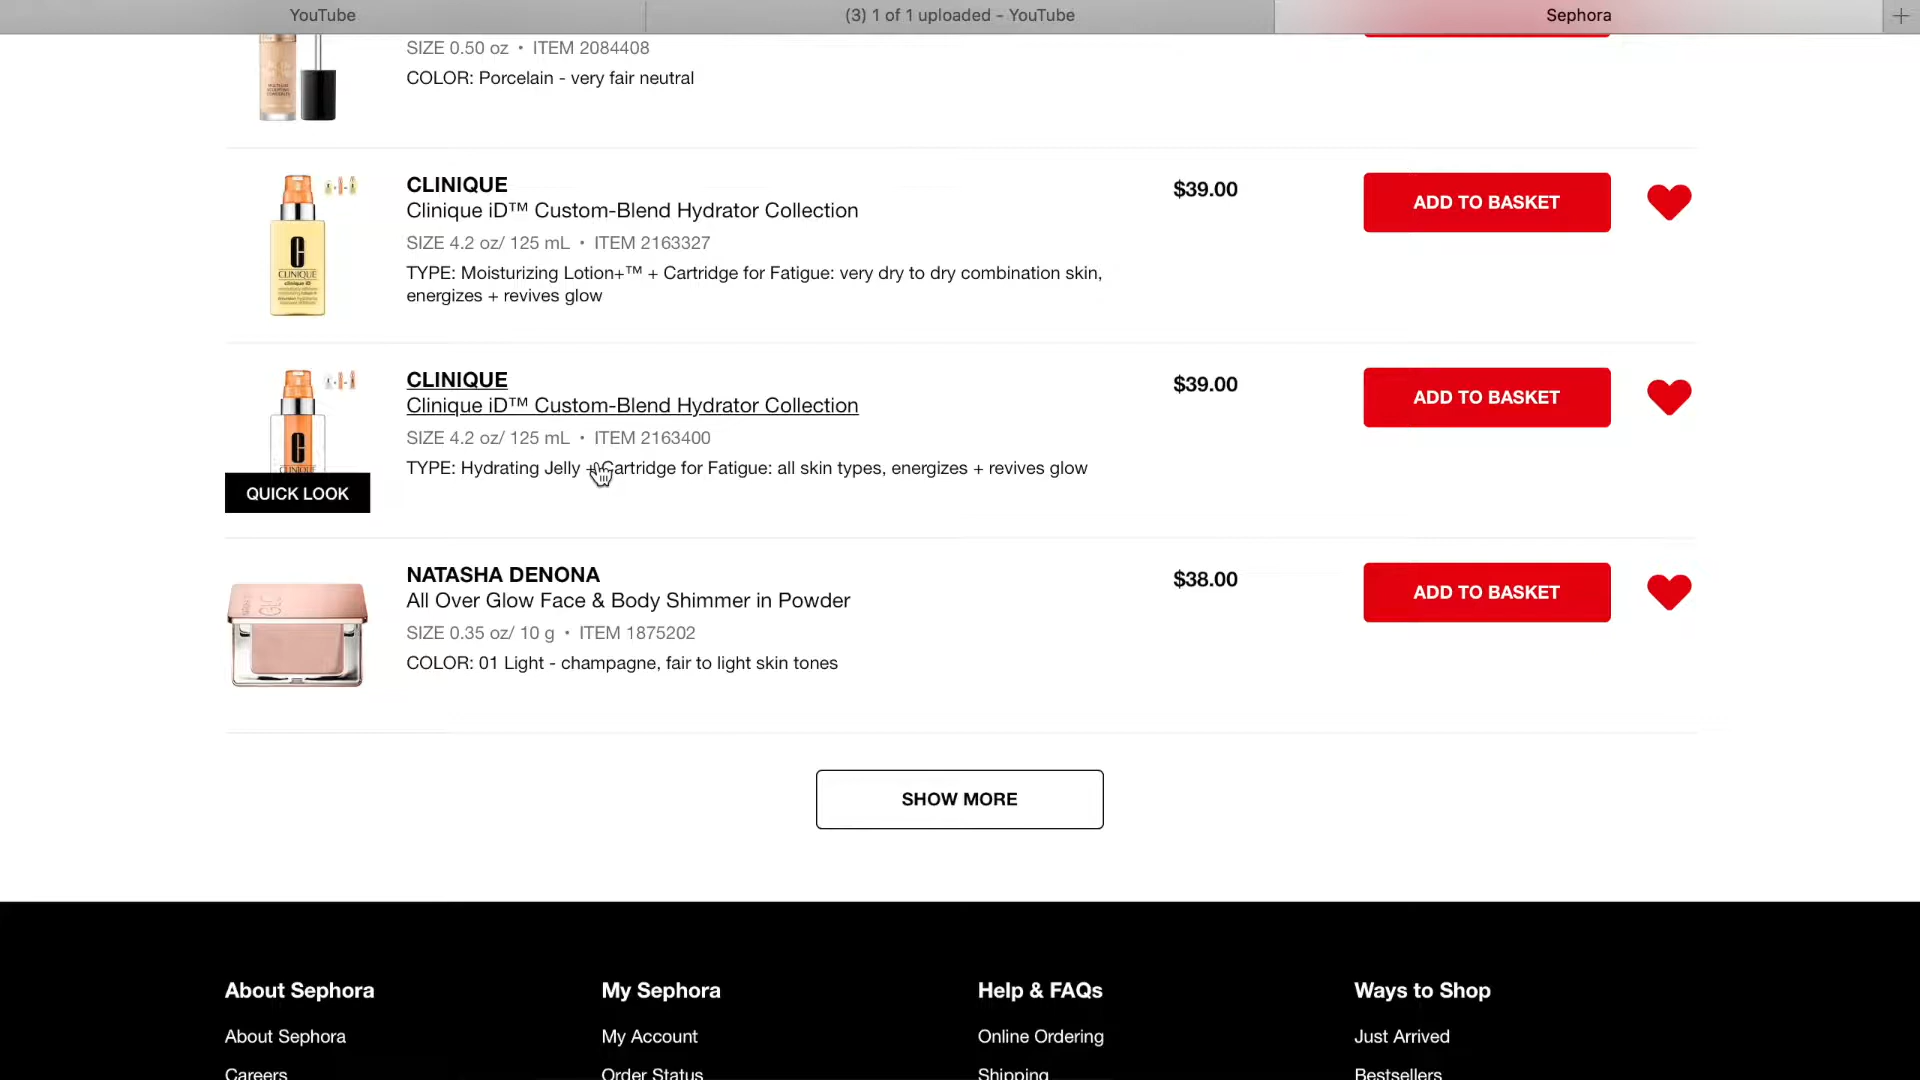 YouTube
(3) 1 of 1 uploaded - YouTube
Sephora
SIZE 0.50 oz • ITEM 2084408
COLOR: Porcelain - very fair neutral
CLINIQUE
$39.00
ADD TO BASKET
Clinique iD™ Custom-Blend Hydrator Collection
SIZE 4.2 oz/ 125 mL • ITEM 2163327
TYPE: Moisturizing Lotion+™ + Cartridge for Fatigue: very dry to dry combination skin,
energizes + revives glow
CLINIQUE
CLINIQUE
$39.00
ADD TO BASKET
Clinique iD™ Custom-Blend Hydrator Collection
SIZE 4.2 oz/ 125 mL • ITEM 2163400
TYPE: Hydrating Jelly + Cartridge for Fatigue: all skin types, energizes + revives glow
CLINIQUE
QUICK LOOK
NATASHA DENONA
$38.00
ADD TO BASKET
All Over Glow Face & Body Shimmer in Powder
SIZE 0.35 oz/ 10 g • ITEM 1875202
COLOR: 01 Light - champagne, fair to light skin tones
SHOW MORE
About Sephora
My Sephora
Help & FAQs
Ways to Shop
About Sephora
My Account
Online Ordering
Just Arrived
Careers
Order Status
Shipping
Bestsellers